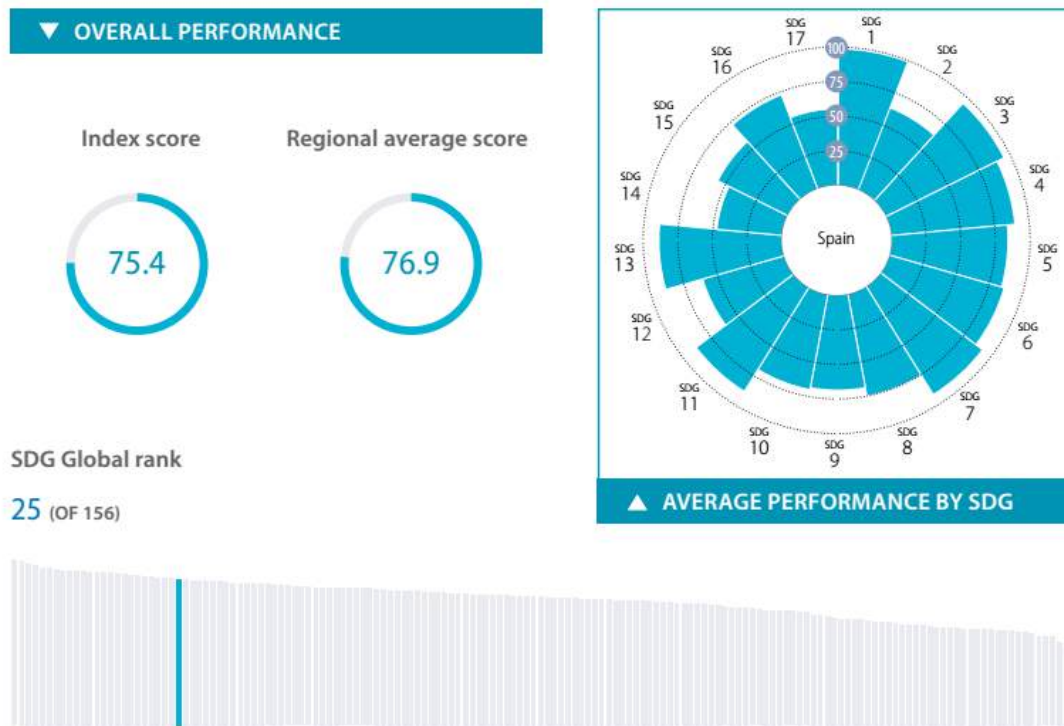 ▼ OVERALL PERFORMANCE
Index score
75.4
Regional average score
76.9
SDG Global rank
25 (OF 156)
SDG
1
SDG
2
SDG
3
SDG
4
SDG
5
SDG
6
SDG
7
SDG
8
SDG
9
SDG
10
SDG
11
SDG
12
SDG
13
SDG
14
SDG
15
SDG
16
SDG
17
100
75
50
25
Spain
▲ AVERAGE PERFORMANCE BY SDG